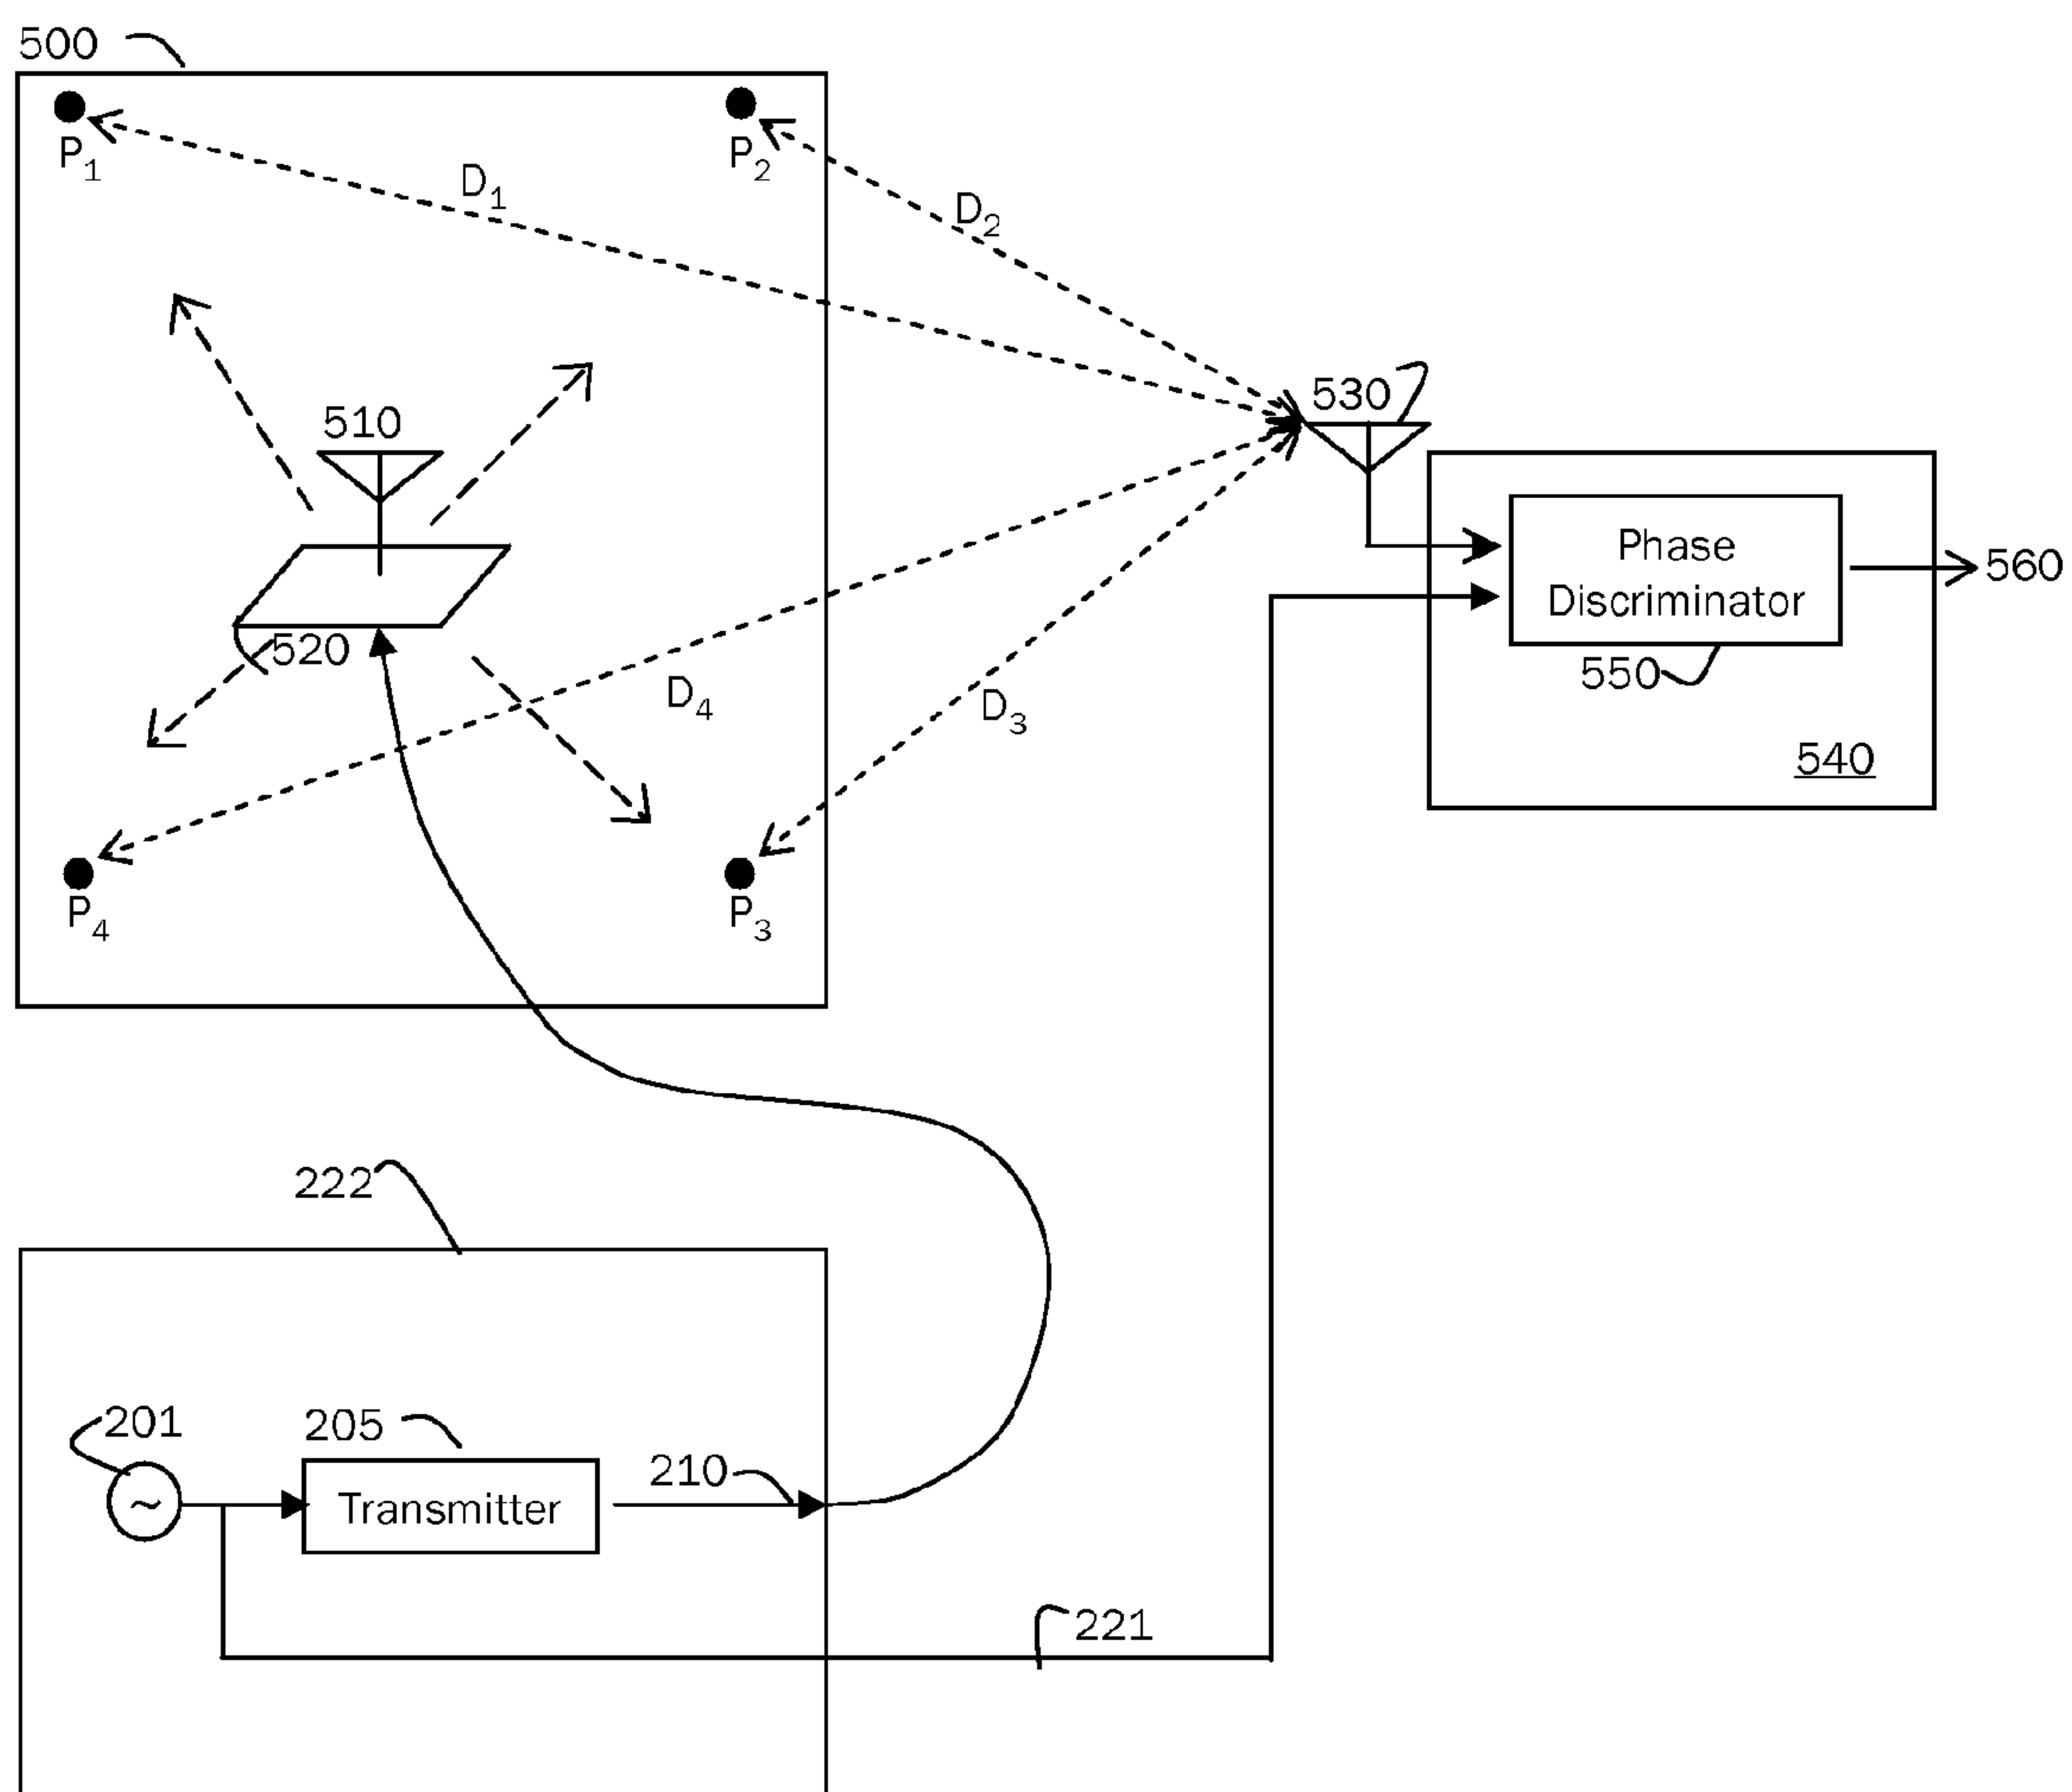 500
P1
P2
D1
D2
510
530
Phase
Discriminator
560
520
550
D4
D3
540
P4
P3
222
201
205
210
~
Transmitter
221